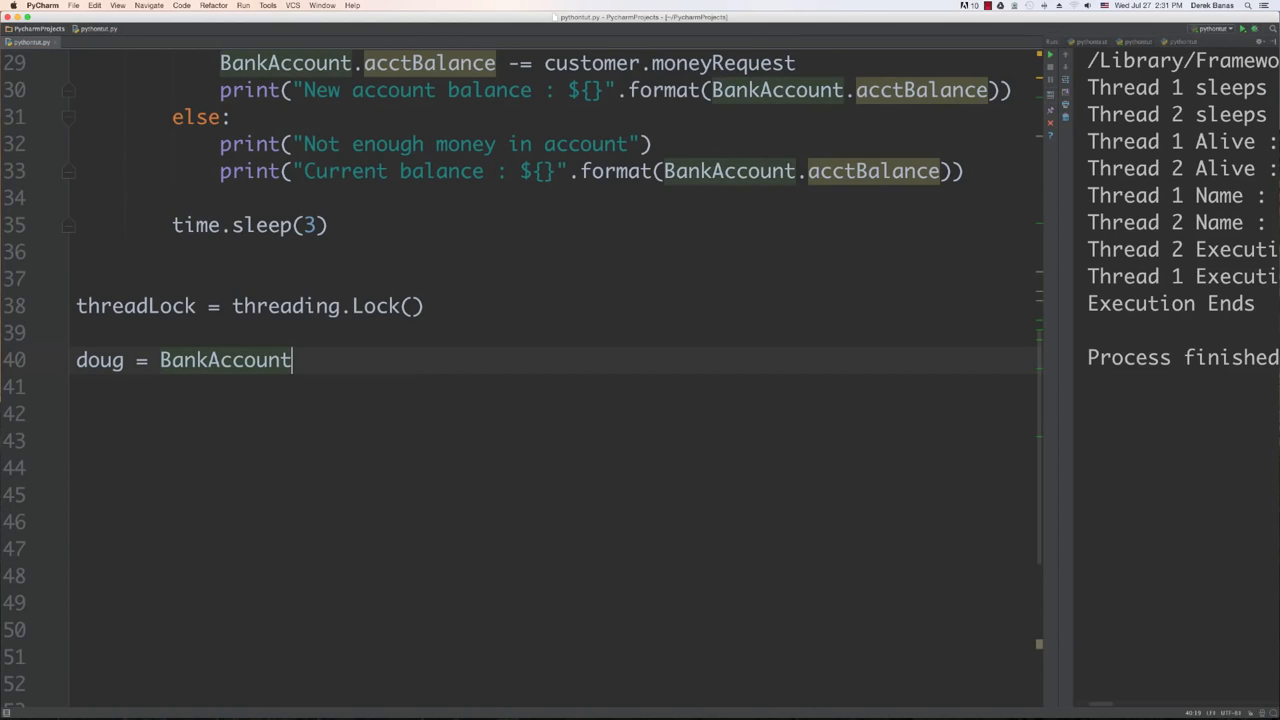 PyCharm File Edit View Navigate Code Refactor Run Tools VCS Window Help
10 Wed Jul 27 2:31 PM Derek Banas
pythontut.py - PycharmProjects - [~/PycharmProjects]
PycharmProjects pythontut.py
pythontut
pythontut.py
Run: pythontut pythontut pythontut
29 BankAccount.acctBalance -= customer.moneyRequest
30 print("New account balance : ${}".format(BankAccount.acctBalance))
31 else:
32 print("Not enough money in account")
33 print("Current balance : ${}".format(BankAccount.acctBalance))
34
35 time.sleep(3)
36
37
38 threadLock = threading.Lock()
39
40 doug = BankAccount
41
42
43
44
45
46
47
48
49
50
51
52
/Library/Framewo
Thread 1 sleeps
Thread 2 sleeps
Thread 1 Alive :
Thread 2 Alive :
Thread 1 Name :
Thread 2 Name :
Thread 2 Executi
Thread 1 Executi
Execution Ends
Process finished
40:19 LF÷ UTF-8÷